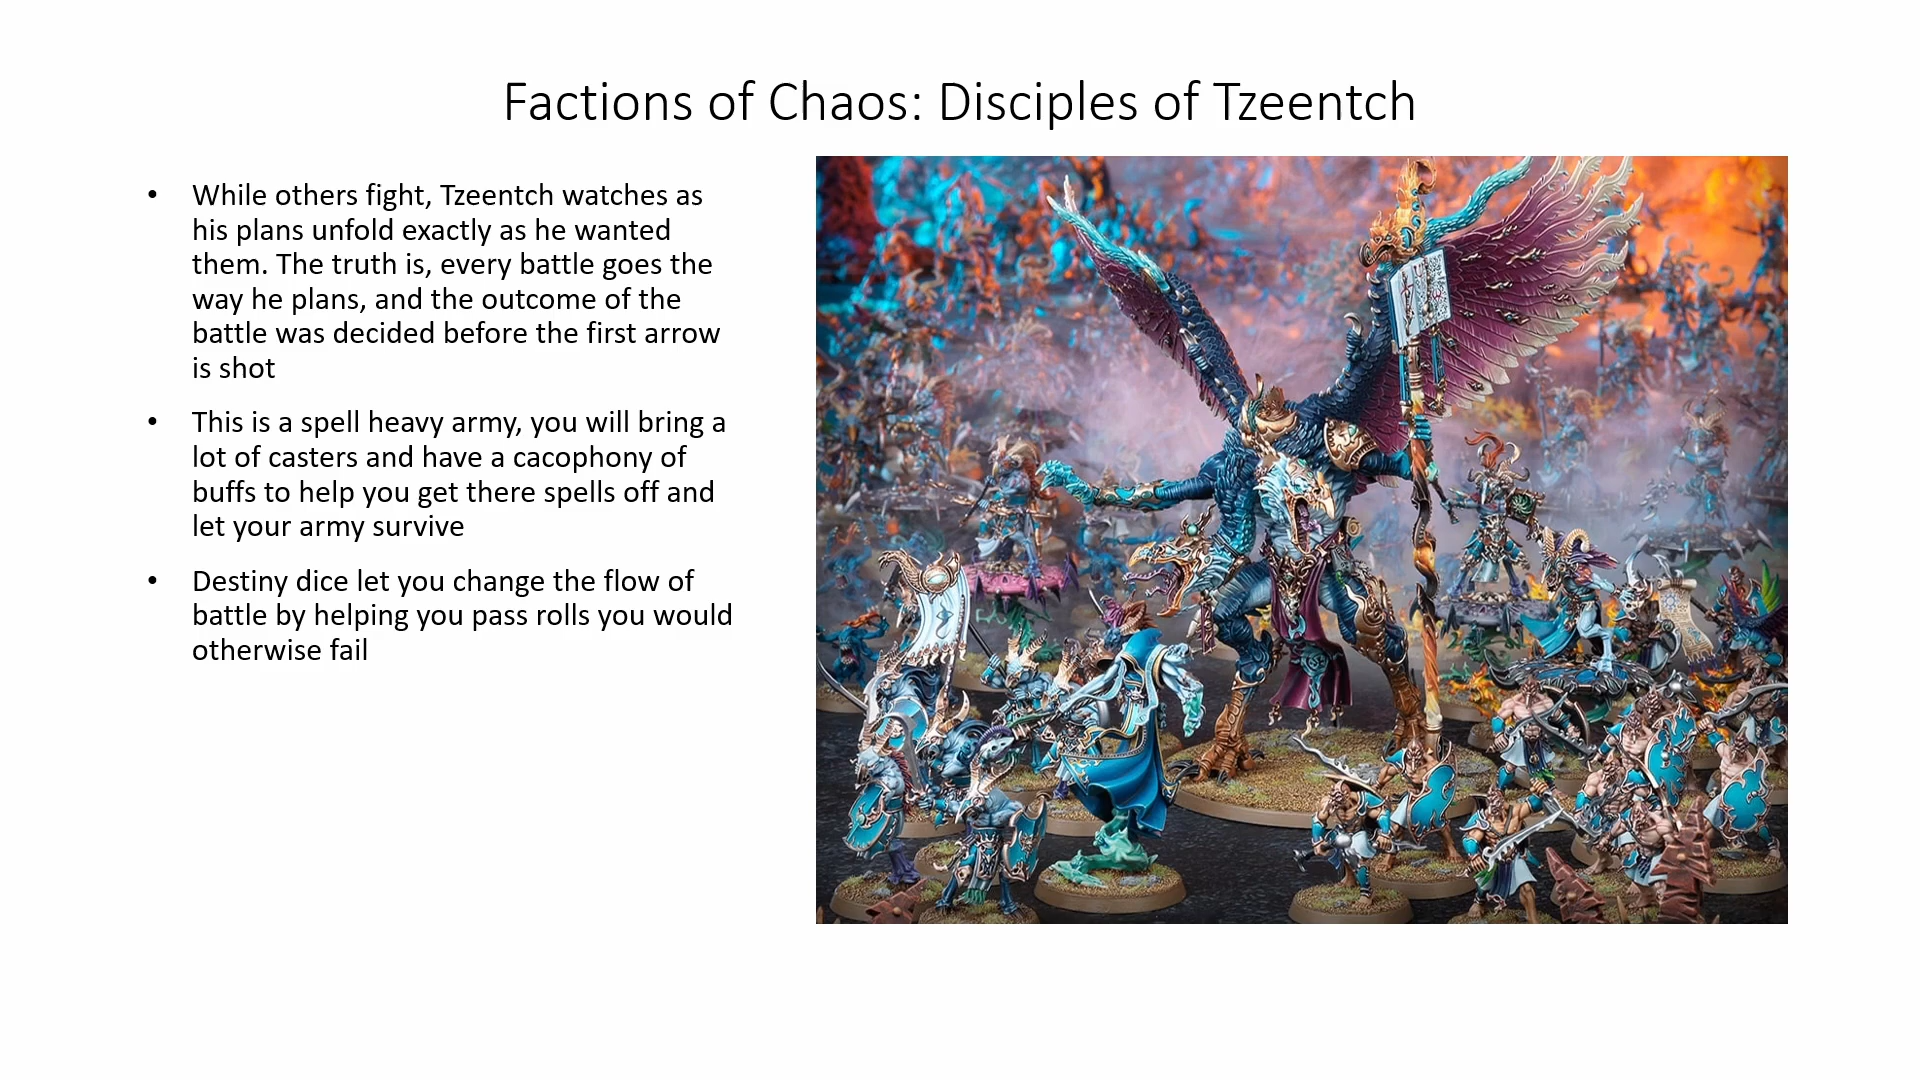 Factions of Chaos: Disciples of Tzeentch
• While others fight, Tzeentch watches as
his plans unfold exactly as he wanted
them. The truth is, every battle goes the
way he plans, and the outcome of the
battle was decided before the first arrow
is shot
• This is a spell heavy army, you will bring a
lot of casters and have a cacophony of
buffs to help you get there spells off and
let your army survive
• Destiny dice let you change the flow of
battle by helping you pass rolls you would
otherwise fail